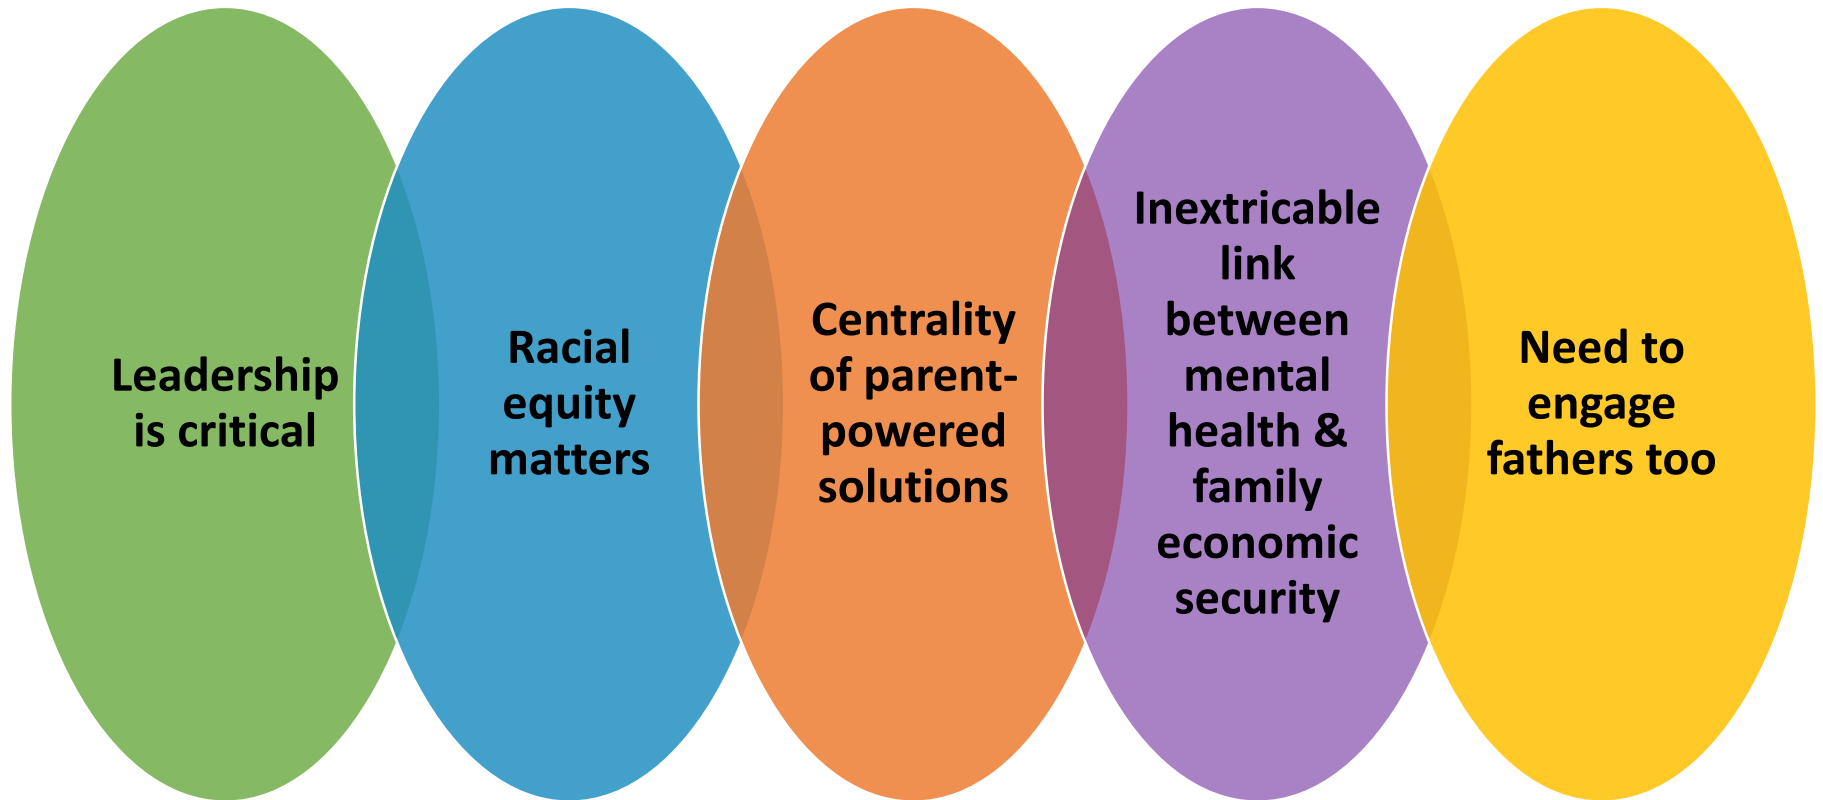 Leadership
is critical
Racial
equity
matters
Centrality
of parent-
powered
solutions
Inextricable
link
between
mental
health &
family
economic
security
Need to
engage
fathers too